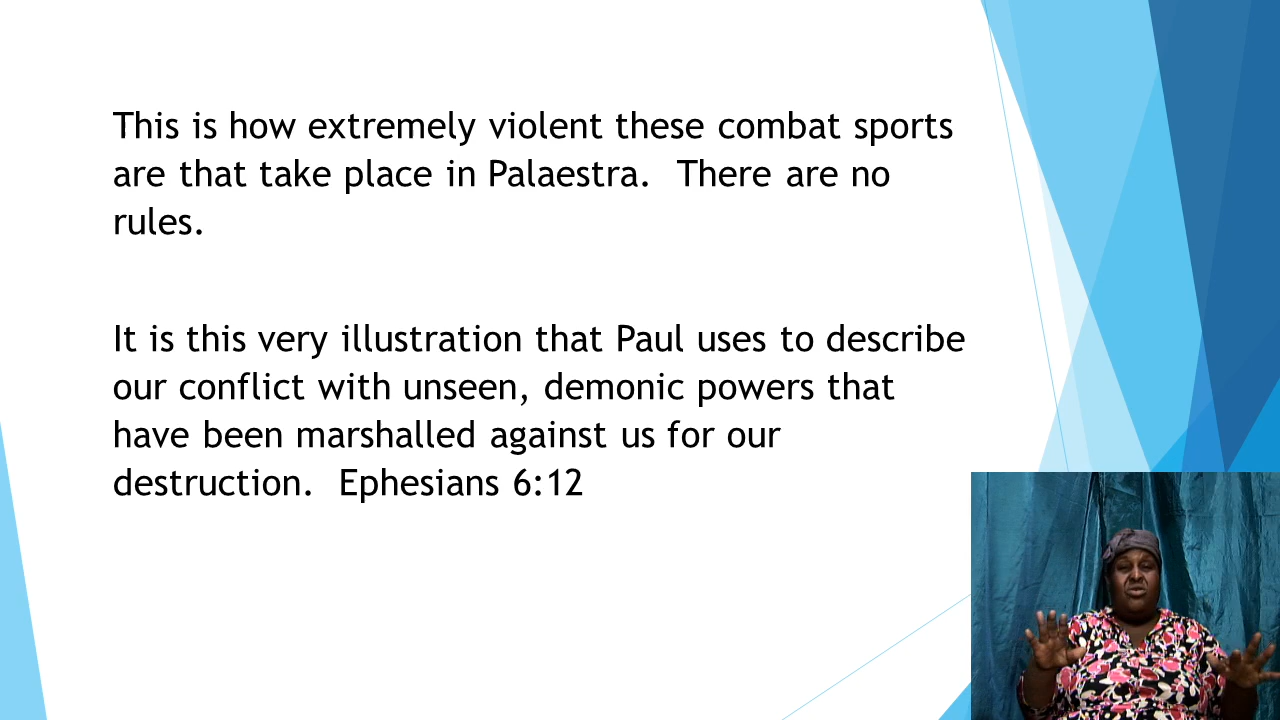 This is how extremely violent these combat sports
are that take place in Palaestra.  There are no
rules.
It is this very illustration that Paul uses to describe
our conflict with unseen, demonic powers that
have been marshalled against us for our
destruction.  Ephesians 6:12